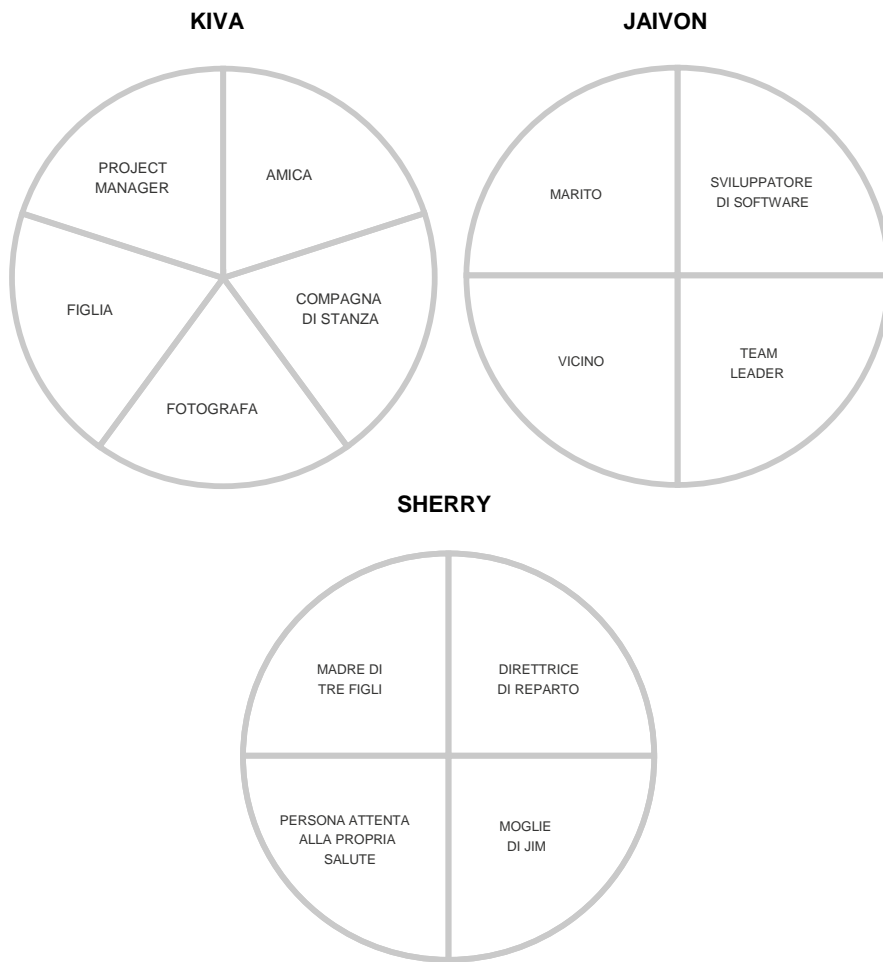 KIVA
PROJECT
MANAGER
AMICA
FIGLIA
COMPAGNA
DI STANZA
FOTOGRAFA
JAIVON
MARITO
SVILUPPATORE
DI SOFTWARE
VICINO
TEAM
LEADER
SHERRY
MADRE DI
TRE FIGLI
DIRETTRICE
DI REPARTO
PERSONA ATTENTA
ALLA PROPRIA
SALUTE
MOGLIE
DI JIM